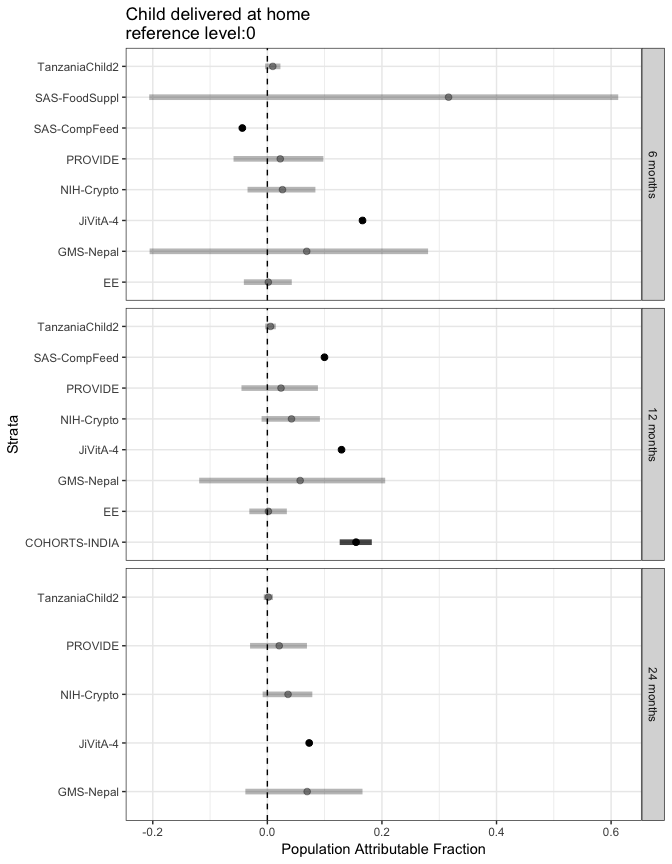 Child delivered at home
reference level:0
TanzaniaChild2
SAS-FoodSuppl
SAS-CompFeed
PROVIDE
NIH-Crypto
JiVitA-4
GMS-Nepal
EE
6 months
TanzaniaChild2
SAS-CompFeed
PROVIDE
NIH-Crypto
JiVitA-4
GMS-Nepal
EE
COHORTS-INDIA
12 months
TanzaniaChild2
PROVIDE
NIH-Crypto
JiVitA-4
GMS-Nepal
24 months
Strata
-0.2 0.0 0.2 0.4 0.6
Population Attributable Fraction